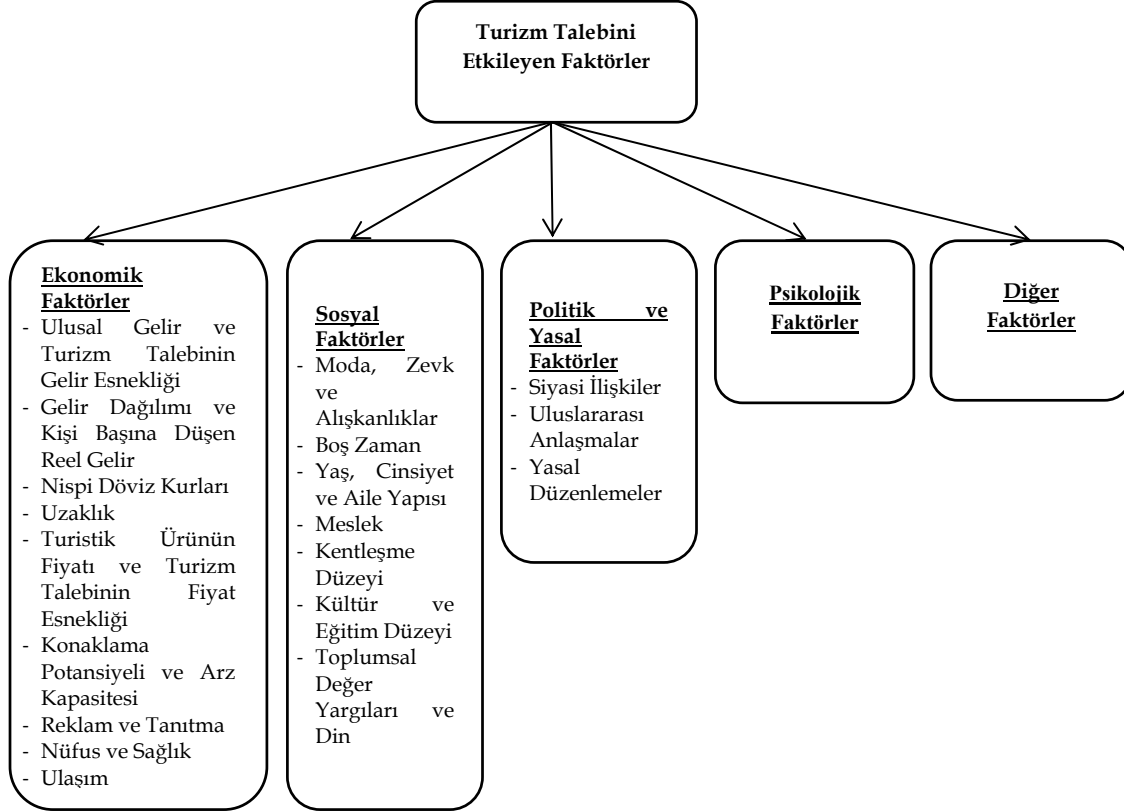 Turizm Talebini
Etkileyen Faktörler
Ekonomik
Faktörler
- Ulusal Gelir ve
Turizm Talebinin
Gelir Esnekliği
- Gelir Dağılımı ve
Kişi Başına Düşen
Reel Gelir
- Nispi Döviz Kurları
- Uzaklık
- Turistik Ürünün
Fiyatı ve Turizm
Talebinin Fiyat
Esnekliği
- Konaklama
Potansiyeli ve Arz
Kapasitesi
- Reklam ve Tanıtma
- Nüfus ve Sağlık
- Ulaşım
Sosyal
Faktörler
- Moda, Zevk
ve
Alışkanlıklar
- Boş Zaman
- Yaş, Cinsiyet
ve Aile Yapısı
- Meslek
- Kentleşme
Düzeyi
- Kültür ve
Eğitim Düzeyi
- Toplumsal
Değer
Yargıları ve
Din
Politik ve
Yasal
Faktörler
- Siyasi İlişkiler
- Uluslararası
Anlaşmalar
- Yasal
Düzenlemeler
Psikolojik
Faktörler
Diğer
Faktörler